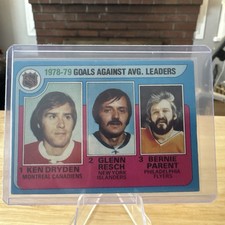 1978-79 GOALS AGAINST AVG. LEADERS
1 KEN DRYDEN
MONTREAL CANADIENS
2 GLENN
RESCH
NEW YORK
ISLANDERS
3 BERNIE
PARENT
PHILADELPHIA
FLYERS